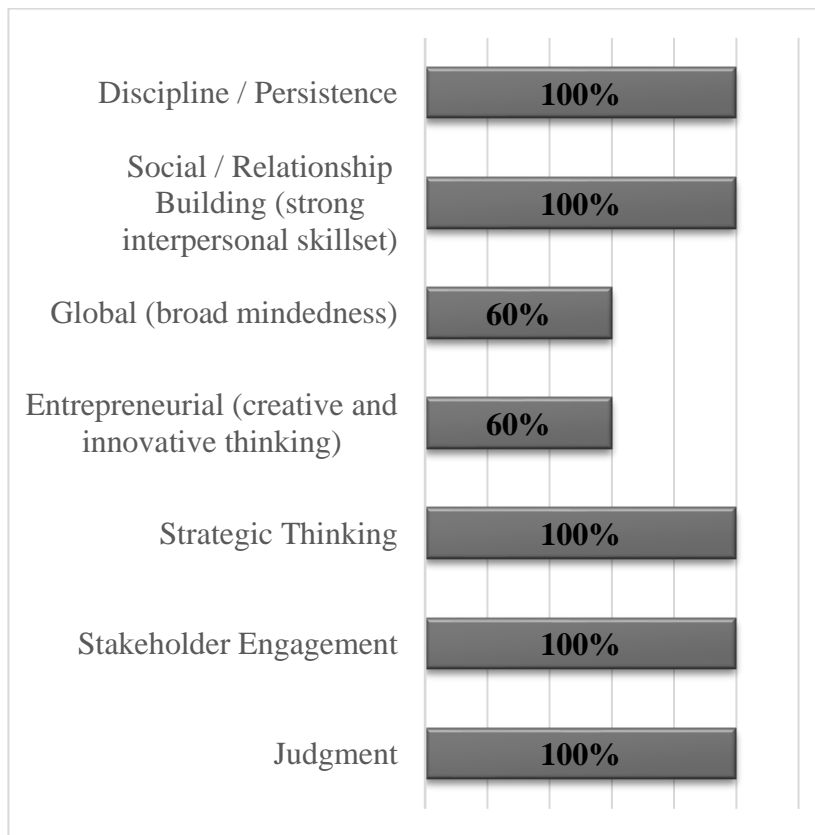 Discipline / Persistence
100%
Social / Relationship
Building (strong
interpersonal skillset)
100%
Global (broad mindedness)
60%
Entrepreneurial (creative and
innovative thinking)
60%
Strategic Thinking
100%
Stakeholder Engagement
100%
Judgment
100%